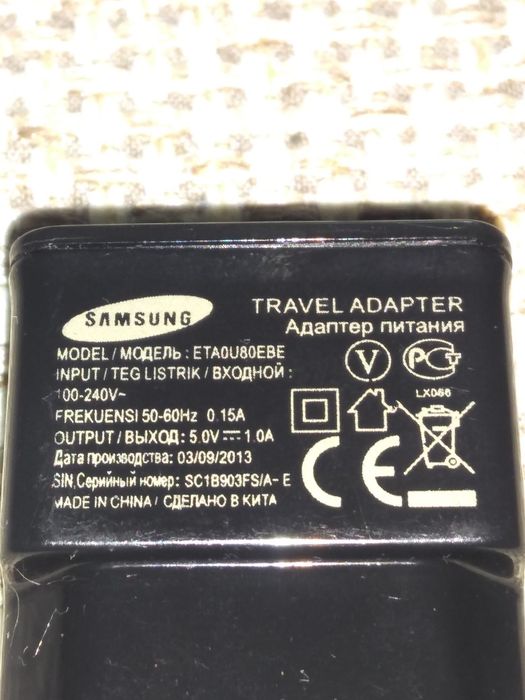 SAMSUNG
TRAVEL ADAPTER
Адаптер питания
MODEL / МОДЕЛЬ : ETA0U80EBE
INPUT / TEG LISTRIK / ВХОДНОЙ :
100-240V~
FREKUENSI 50-60Hz 0.15A
OUTPUT / ВЫХОД: 5.0V⎓1.0A
Дата производства: 03/09/2013
S/N,Серийный номер: SC1B903FS/A-E
MADE IN CHINA / СДЕЛАНО В КИТА
V
РСТ
LX066
CE